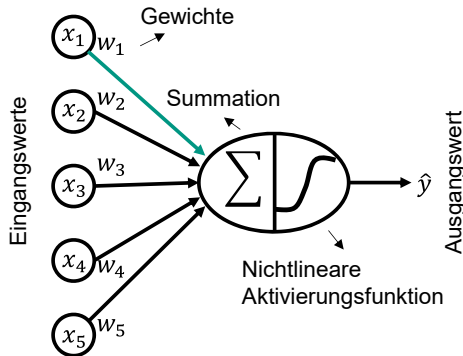 Gewichte
x₁ w₁
Summation
x₂ w₂
Eingangswerte
x₃ w₃
∑
ŷ
Ausgangswert
x₄ w₄
Nichtlineare
Aktivierungsfunktion
x₅ w₅